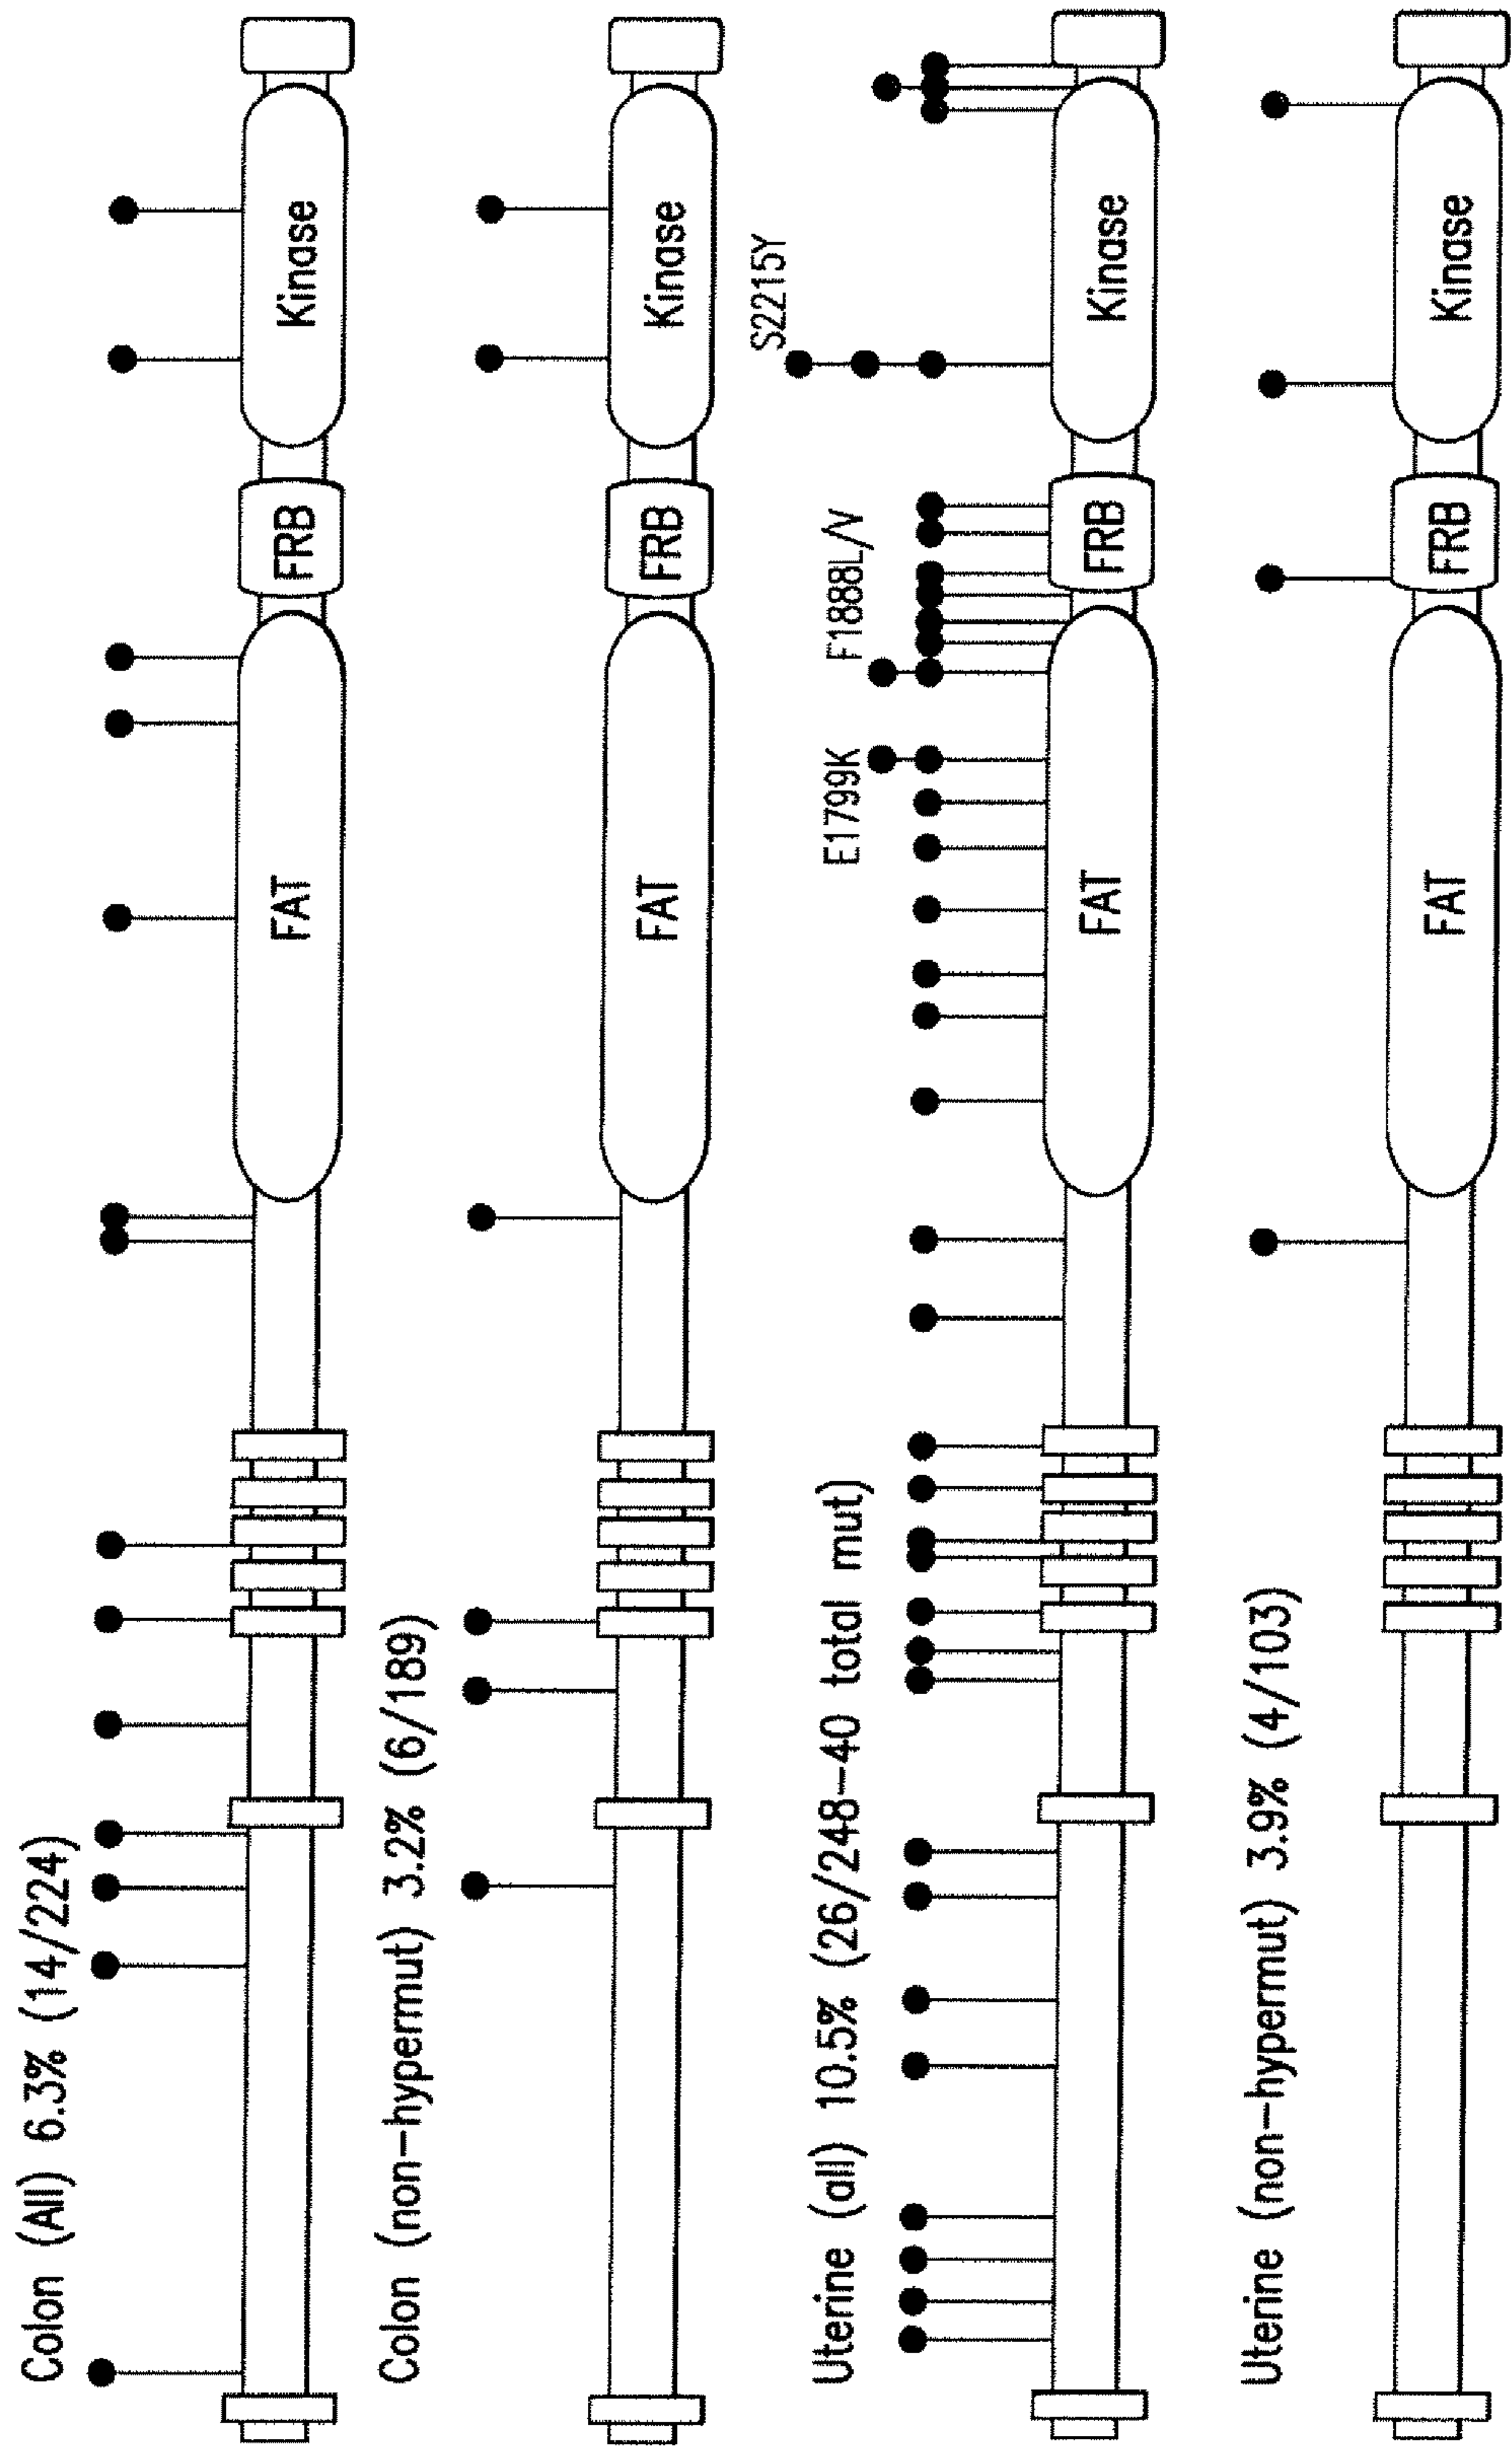 Colon (All) 6.3% (14/224)
FAT
FRB
Kinase
Colon (non-hypermut) 3.2% (6/189)
FAT
FRB
Kinase
Uterine (all) 10.5% (26/248-40 total mut)
E1799K
F1888L/V
S2215Y
FAT
FRB
Kinase
Uterine (non-hypermut) 3.9% (4/103)
FAT
FRB
Kinase